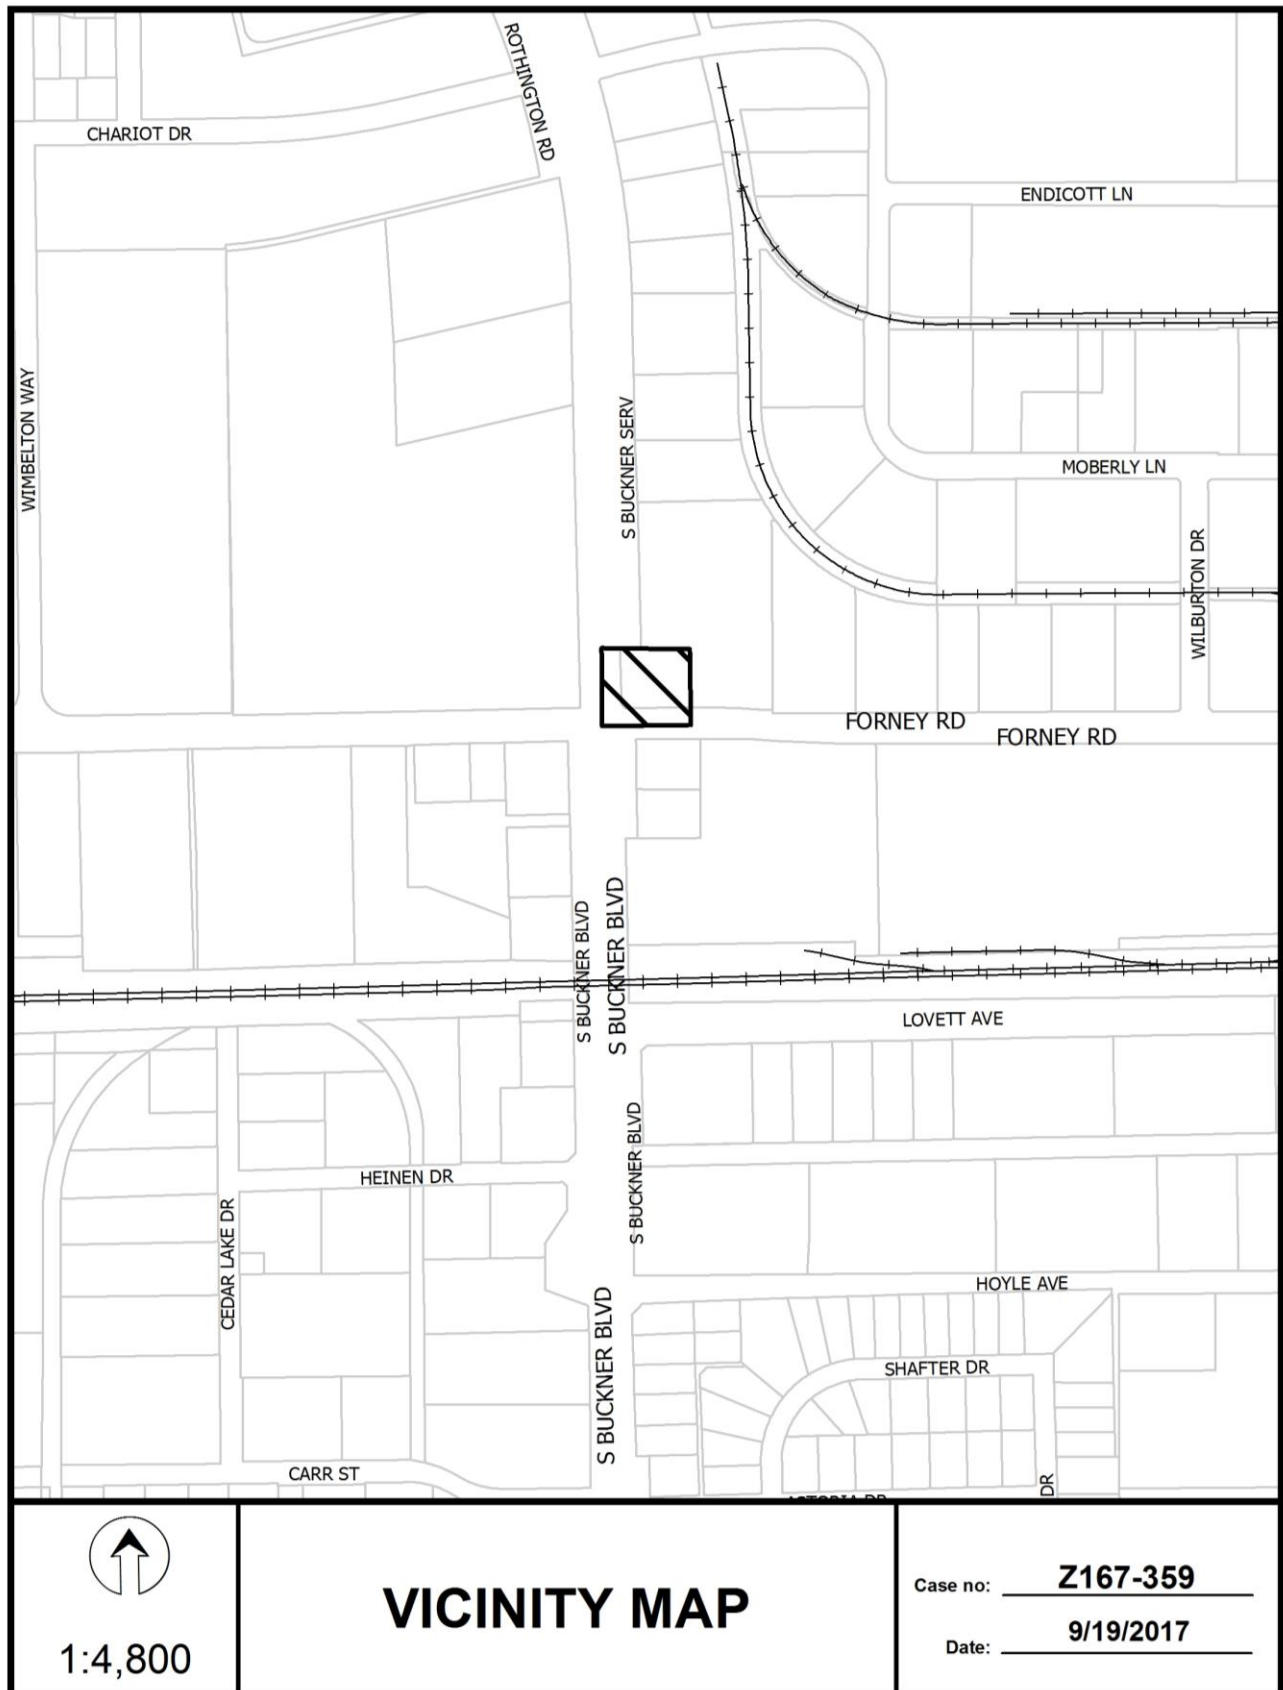 ROTHINGTON RD
CHARIOT DR
ENDICOTT LN
WIMBELTON WAY
S BUCKNER SERV
MOBERLY LN
WILBURTON DR
FORNEY RD
FORNEY RD
S BUCKNER BLVD
S BUCKNER BLVD
LOVETT AVE
S BUCKNER BLVD
HEINEN DR
CEDAR LAKE DR
HOYLE AVE
S BUCKNER BLVD
SHAFTER DR
CARR ST
DR
1:4,800
VICINITY MAP
Case no: Z167-359
Date: 9/19/2017